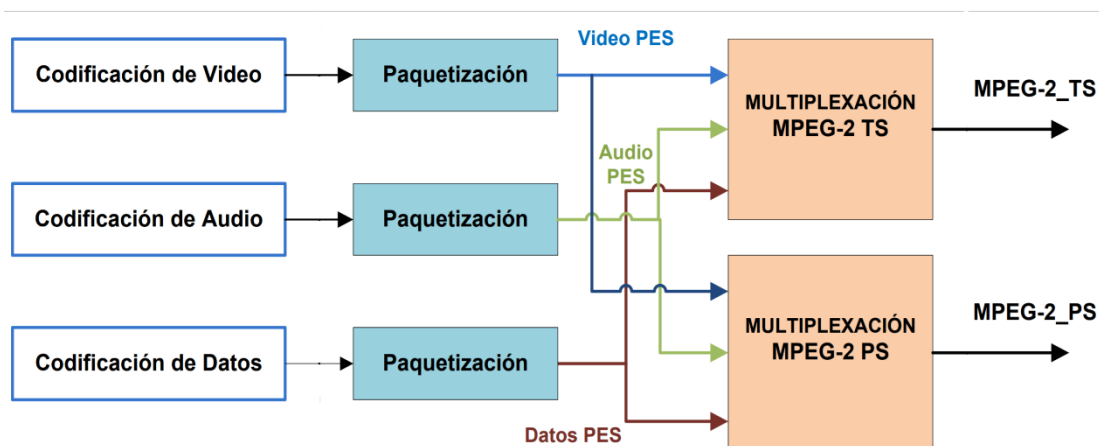 Video PES
Codificación de Video
Paquetización
MULTIPLEXACIÓN
MPEG-2 TS
MPEG-2_TS
Audio
PES
Codificación de Audio
Paquetización
MULTIPLEXACIÓN
MPEG-2 PS
MPEG-2_PS
Codificación de Datos
Paquetización
Datos PES